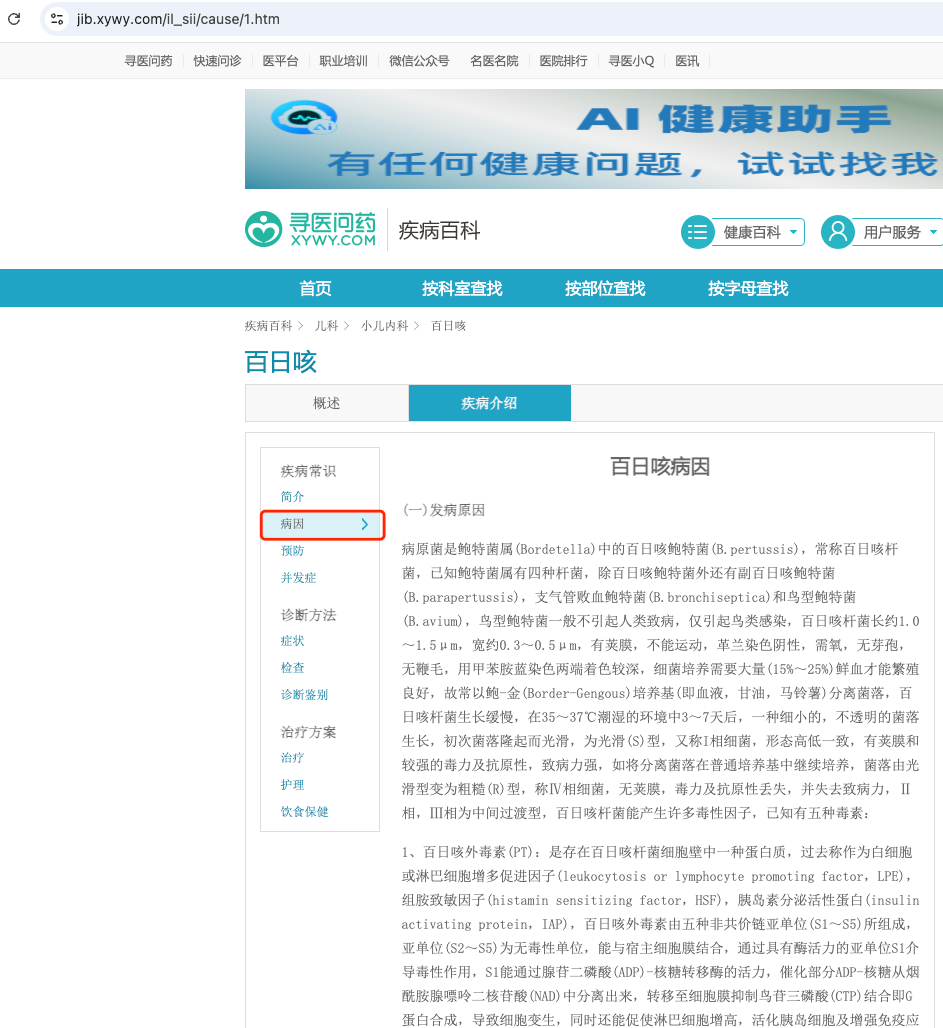 jib.xywy.com/il_sii/cause/1.htm
寻医问药 快速问诊 医平台 职业培训 微信公众号 名医名院 医院排行 寻医小Q 医讯
AI
AI 健康助手
有任何健康问题，试试找我
寻医问药
XYWY.COM
疾病百科
健康百科
用户服务
首页 按科室查找 按部位查找 按字母查找
疾病百科 > 儿科 > 小儿内科 > 百日咳
百日咳
概述 疾病介绍
疾病常识
简介
病因
预防
并发症
诊断方法
症状
检查
诊断鉴别
治疗方案
治疗
护理
饮食保健
百日咳病因
(一)发病原因
病原菌是鲍特菌属(Bordetella)中的百日咳鲍特菌(B.pertussis)，常称百日咳杆
菌，已知鲍特菌属有四种杆菌，除百日咳鲍特菌外还有副百日咳鲍特菌
(B.parapertussis)，支气管败血鲍特菌(B.bronchiseptica)和鸟型鲍特菌
(B.avium)，鸟型鲍特菌一般不引起人类致病，仅引起鸟类感染，百日咳杆菌长约1.0
～1.5μm，宽约0.3～0.5μm，有荚膜，不能运动，革兰染色阴性，需氧，无芽孢，
无鞭毛，用甲苯胺蓝染色两端着色较深，细菌培养需要大量(15%～25%)鲜血才能繁殖
良好，故常以鲍-金(Border-Gengous)培养基(即血液，甘油，马铃薯)分离菌落，百
日咳杆菌生长缓慢，在35～37℃潮湿的环境中3～7天后，一种细小的，不透明的菌落
生长，初次菌落隆起而光滑，为光滑(S)型，又称I相细菌，形态高低一致，有荚膜和
较强的毒力及抗原性，致病力强，如将分离菌落在普通培养基中继续培养，菌落由光
滑型变为粗糙(R)型，称Ⅳ相细菌，无荚膜，毒力及抗原性丢失，并失去致病力，Ⅱ
相，Ⅲ相为中间过渡型，百日咳杆菌能产生许多毒性因子，已知有五种毒素：
1、百日咳外毒素(PT)：是存在百日咳杆菌细胞壁中一种蛋白质，过去称作为白细胞
或淋巴细胞增多促进因子(leukocytosis or lymphocyte promoting factor，LPE)，
组胺致敏因子(histamin sensitizing factor，HSF)，胰岛素分泌活性蛋白(insulin
activating protein，IAP)，百日咳外毒素由五种非共价链亚单位(S1～S5)所组成，
亚单位(S2～S5)为无毒性单位，能与宿主细胞膜结合，通过具有酶活力的亚单位S1介
导毒性作用，S1能通过腺苷二磷酸(ADP)-核糖转移酶的活力，催化部分ADP-核糖从烟
酰胺腺嘌呤二核苷酸(NAD)中分离出来，转移至细胞膜抑制鸟苷三磷酸(CTP)结合即G
蛋白合成，导致细胞变生，同时还能促使淋巴细胞增高，活化胰岛细胞及增强免疫应